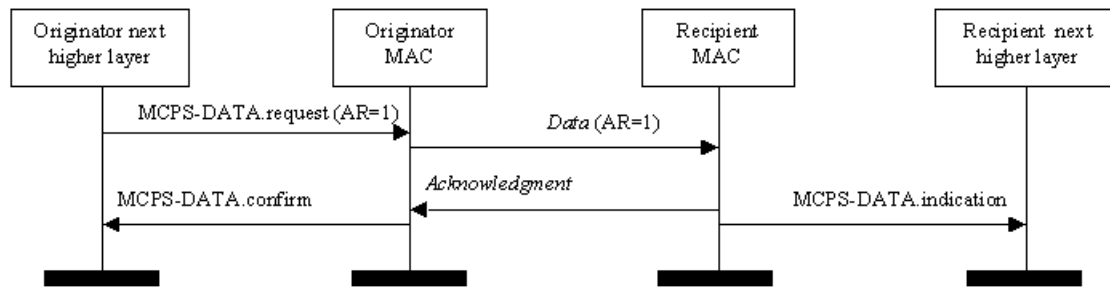 Originator next
higher layer
Originator
MAC
Recipient
MAC
Recipient next
higher layer
MCPS-DATA.request (AR=1)
Data (AR=1)
Acknowledgment
MCPS-DATA.confirm
MCPS-DATA.indication